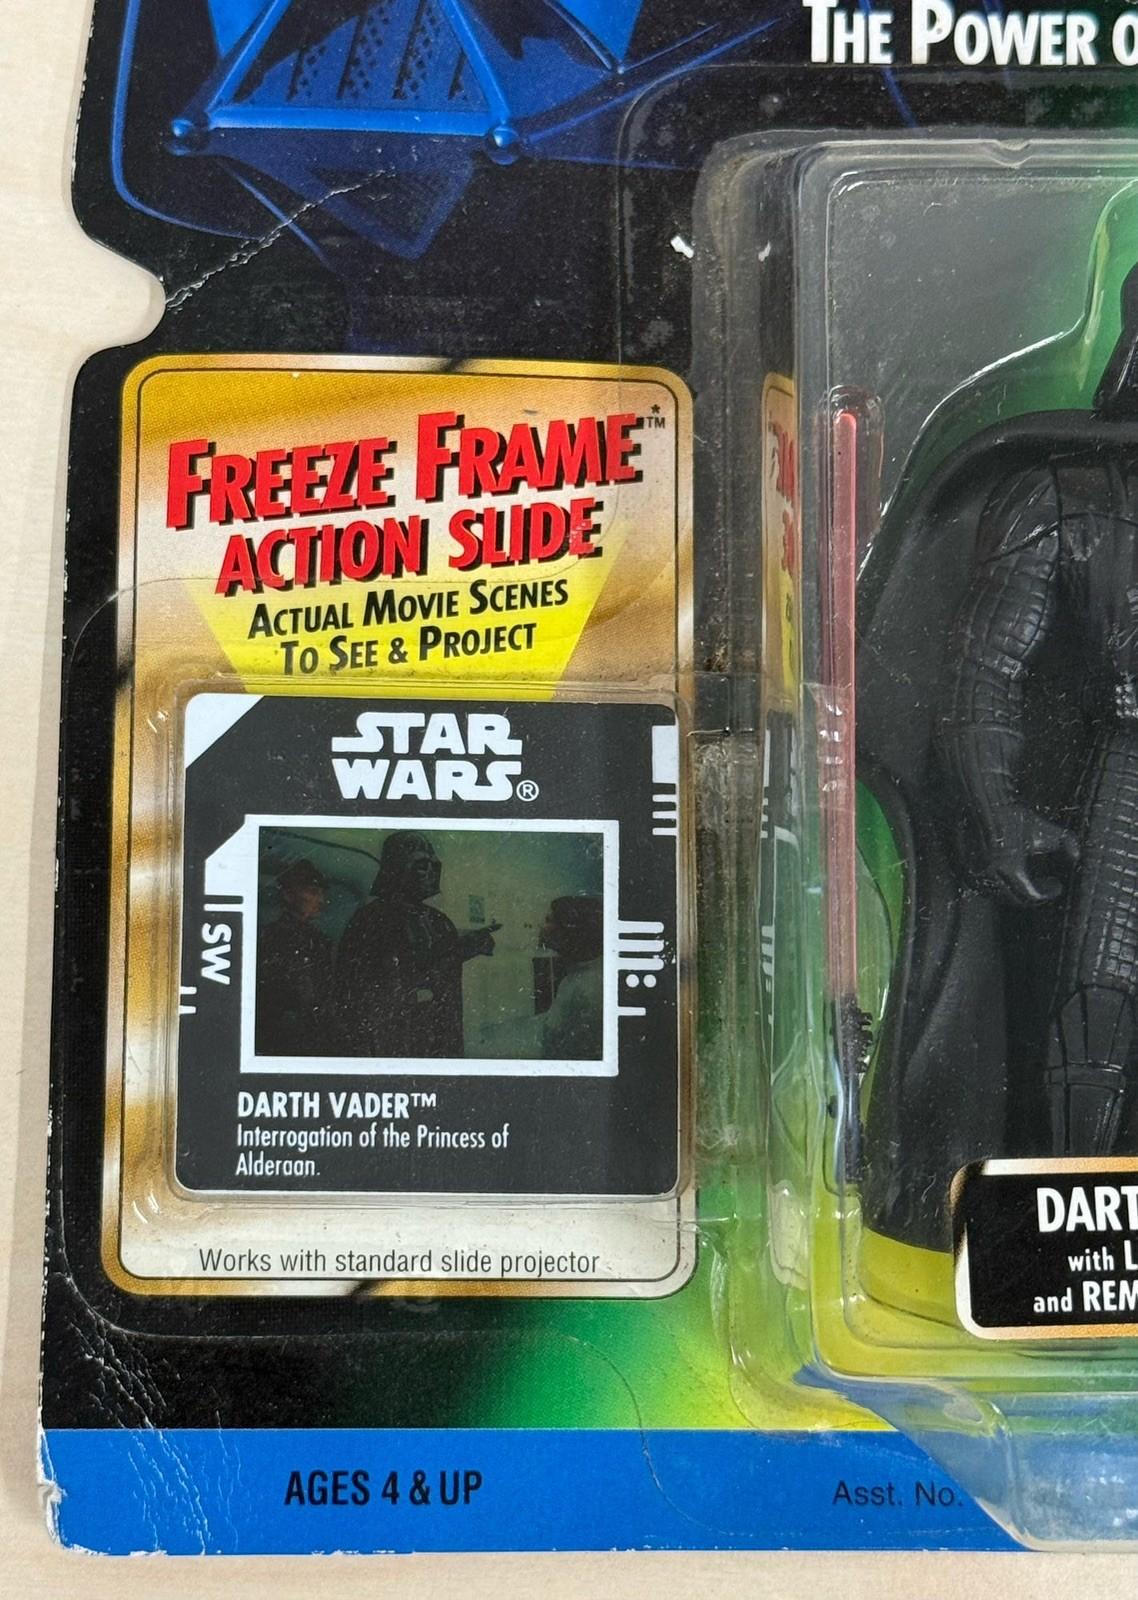 THE POWER O
FREEZE FRAME™*
ACTION SLIDE
ACTUAL MOVIE SCENES
TO SEE & PROJECT
STAR
WARS®
SW
DARTH VADER™
Interrogation of the Princess of
Alderaan.
Works with standard slide projector
DART
with L
and REM
AGES 4 & UP
Asst. No.